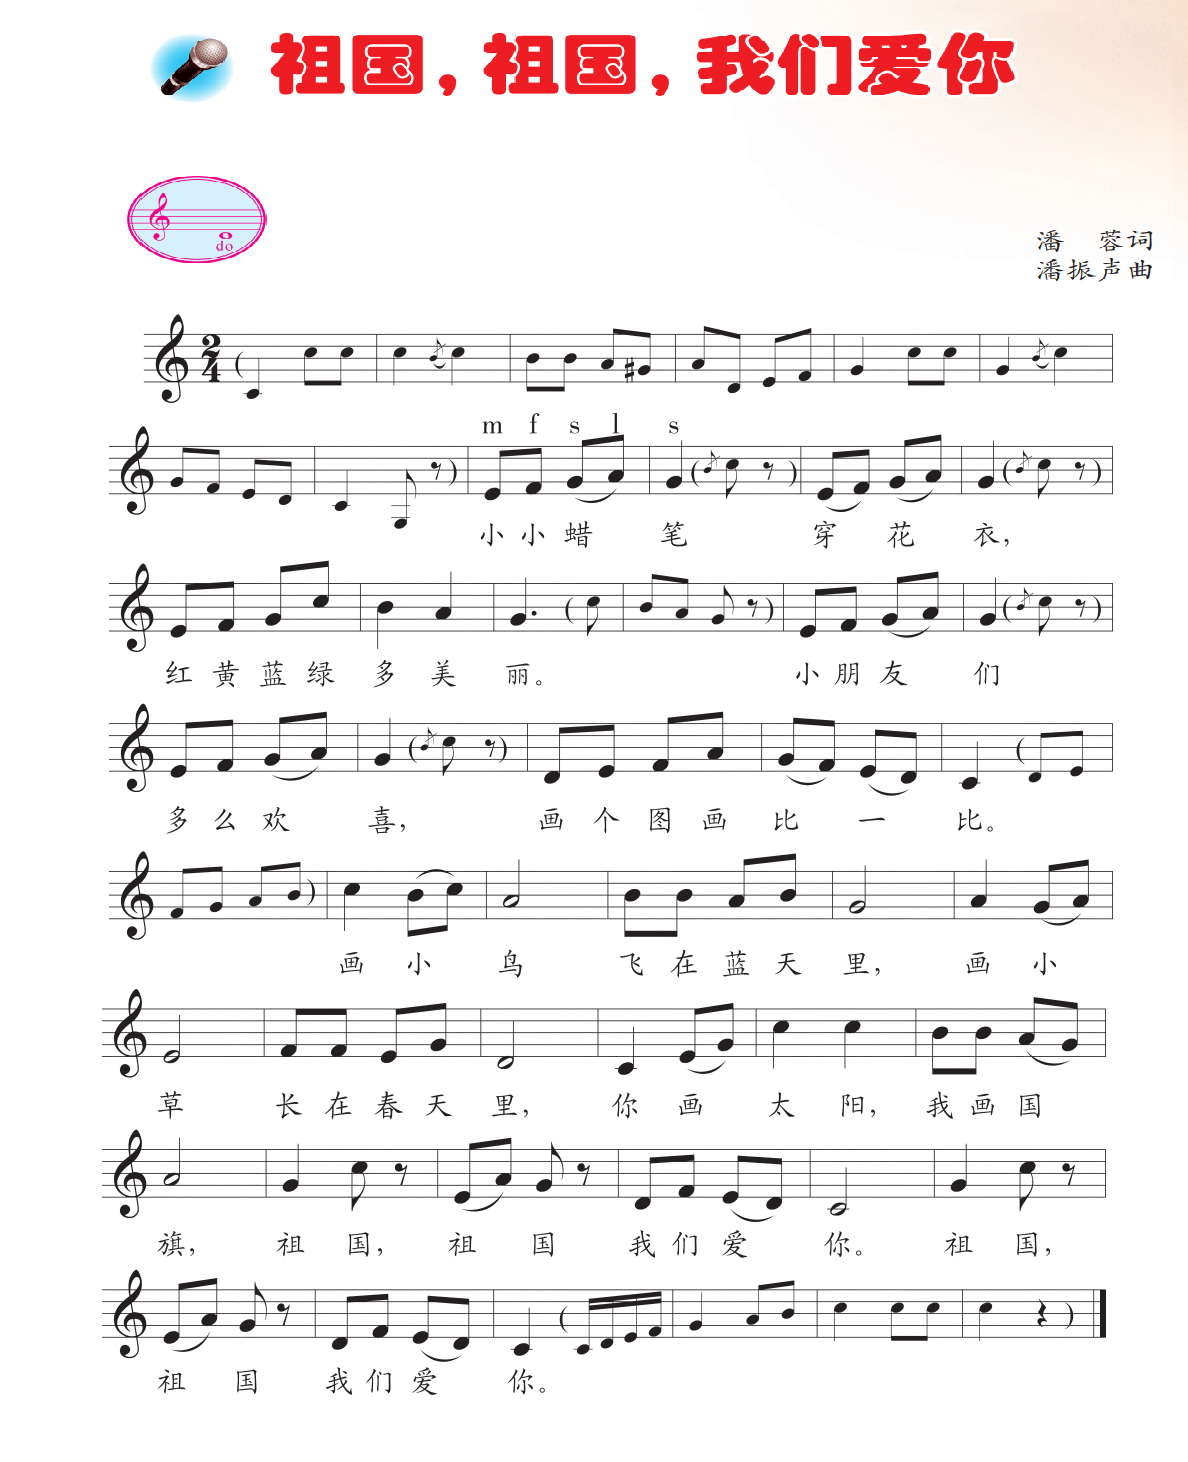 祖国，祖国，我们爱你
do
潘 蓉词
潘振声曲
2
4
m f s l s
小 小 蜡 笔 穿 花 衣，
红 黄 蓝 绿 多 美 丽。 小 朋 友 们
多 么 欢 喜， 画 个 图 画 比 一 比。
画 小 鸟 飞 在 蓝 天 里， 画 小
草 长 在 春 天 里， 你 画 太 阳， 我 画 国
旗， 祖 国， 祖 国 我 们 爱 你。 祖 国，
祖 国 我 们 爱 你。